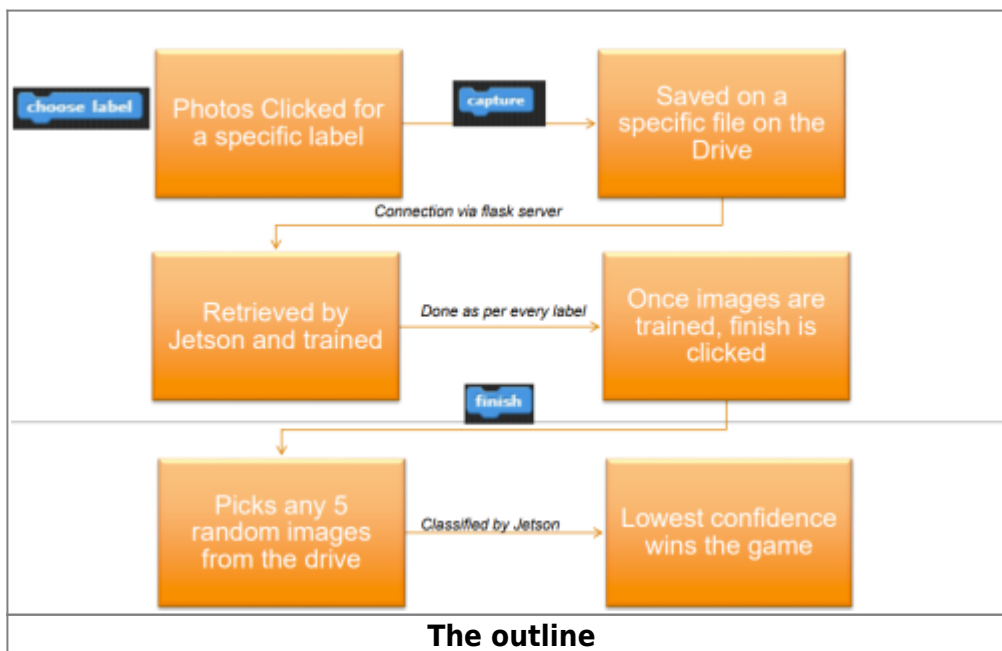 choose label
Photos Clicked for
a specific label
capture
Saved on a
specific file on the
Drive
Connection via flask server
Retrieved by
Jetson and trained
Done as per every label
Once images are
trained, finish is
clicked
finish
Picks any 5
random images
from the drive
Classified by Jetson
Lowest confidence
wins the game
The outline